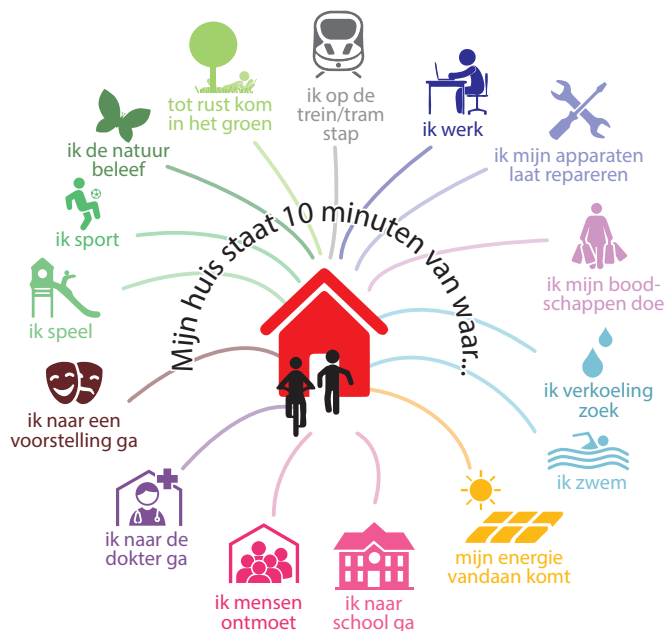 Mijn huis staat 10 minuten van waar...
tot rust kom
in het groen
ik op de
trein/tram
stap
ik werk
ik mijn apparaten
laat repareren
ik mijn bood-
schappen doe
ik verkoeling
zoek
ik zwem
mijn energie
vandaan komt
ik naar
school ga
ik mensen
ontmoet
ik naar de
dokter ga
ik naar een
voorstelling ga
ik speel
ik sport
ik de natuur
beleef